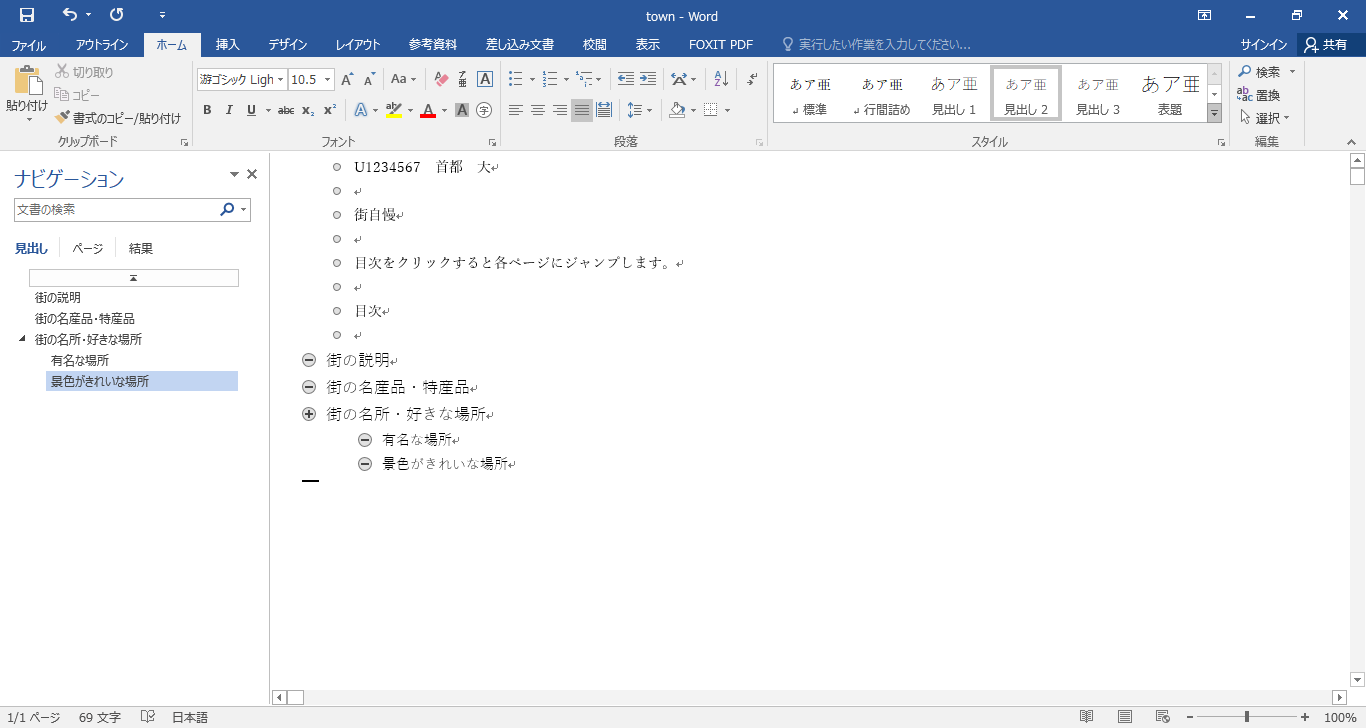 town - Word
ファイル アウトライン ホーム 挿入 デザイン レイアウト 参考資料 差し込み文書 校閲 表示 FOXIT PDF 実行したい作業を入力してください... サインイン 共有
貼り付け
切り取り
コピー
書式のコピー/貼り付け
クリップボード
游ゴシック Ligh 10.5
フォント
段落
あア亜 あア亜 あア亜 あア亜 あア亜 あア亜
標準 行間詰め 見出し 1 見出し 2 見出し 3 表題
スタイル
検索
置換
選択
編集
ナビゲーション
文書の検索
見出し ページ 結果
街の説明
街の名産品・特産品
街の名所・好きな場所
有名な場所
景色がきれいな場所
U1234567 首都 大
街自慢
目次をクリックすると各ページにジャンプします。
目次
街の説明
街の名産品・特産品
街の名所・好きな場所
有名な場所
景色がきれいな場所
1/1 ページ 69 文字 日本語 100%